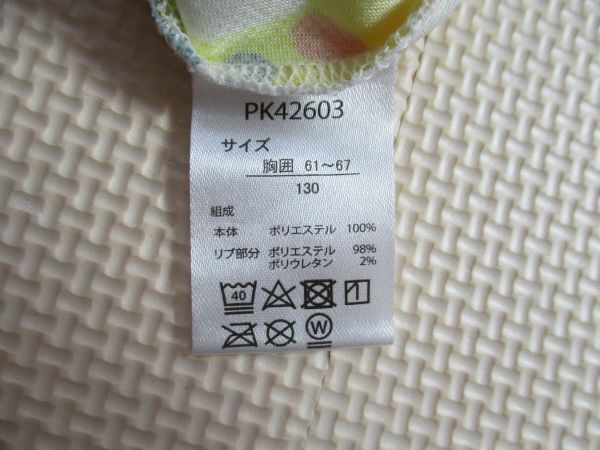 PK42603
サイズ
胸囲 61～67
130
組成
本体 ポリエステル 100%
リブ部分 ポリエステル 98%
ポリウレタン 2%
40
W